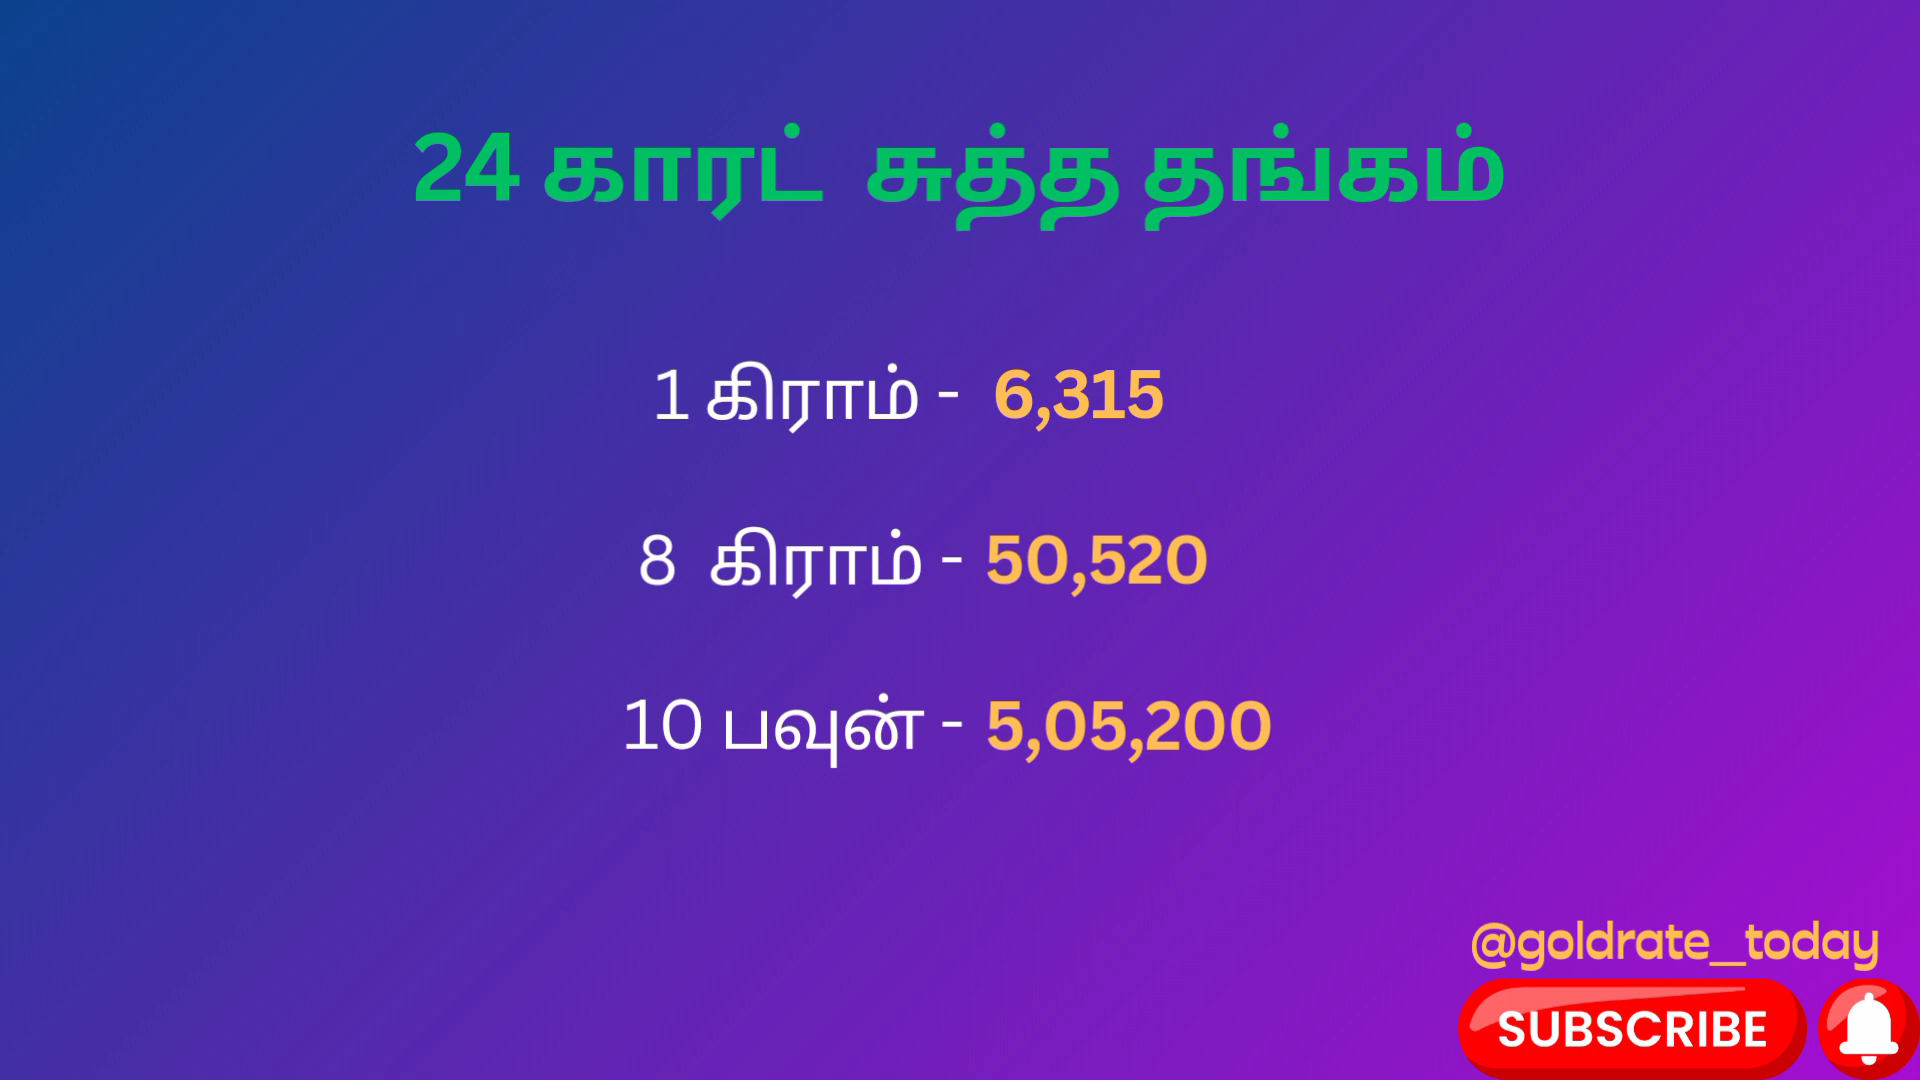 24 காரட் சுத்த தங்கம்
1 கிராம் - 6,315
8 கிராம் - 50,520
10 பவுன் - 5,05,200
@goldrate_today
SUBSCRIBE